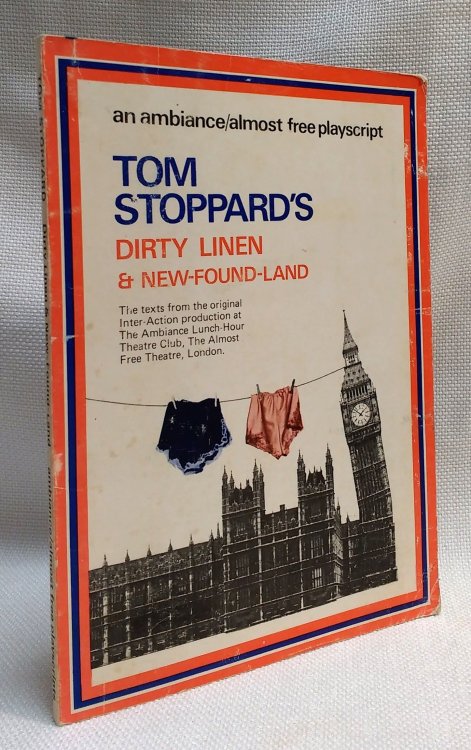 an ambiance/almost free playscript
TOM
STOPPARD'S
DIRTY LINEN
& NEW-FOUND-LAND
The texts from the original
Inter-Action production at
The Ambiance Lunch-Hour
Theatre Club, The Almost
Free Theatre, London.